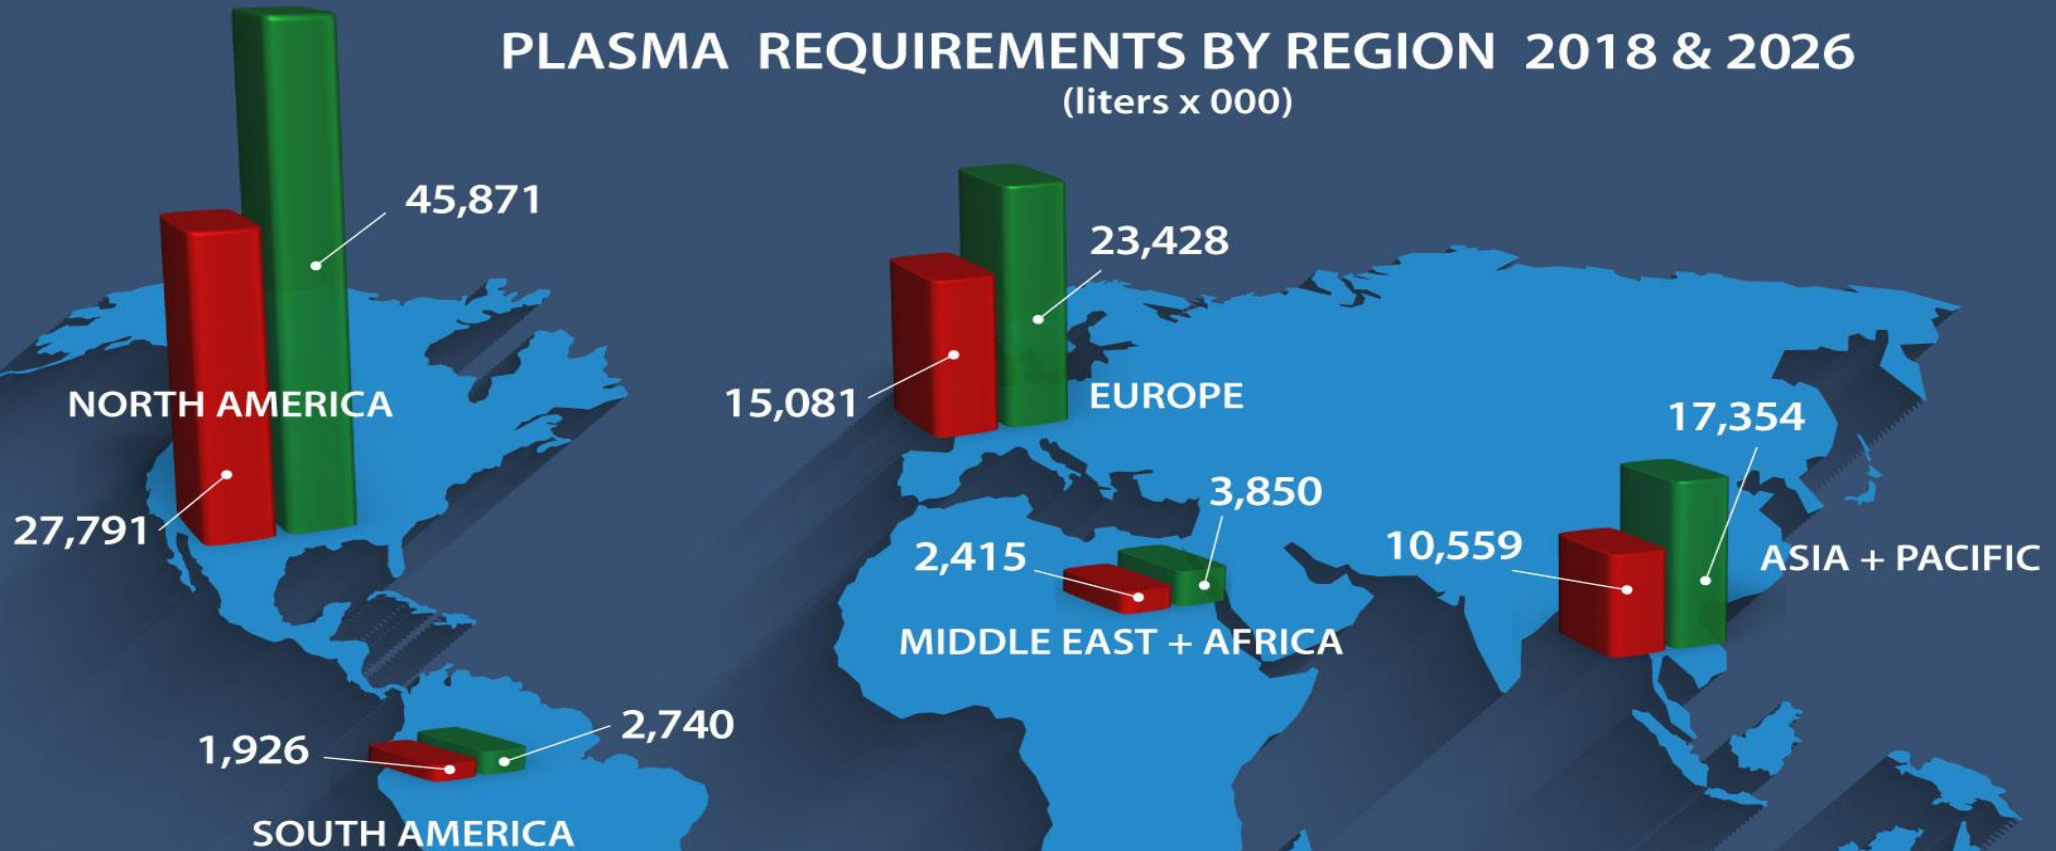 PLASMA REQUIREMENTS BY REGION 2018 & 2026
(liters x 000)
45,871
27,791
NORTH AMERICA
23,428
15,081
EUROPE
17,354
10,559
ASIA + PACIFIC
3,850
2,415
MIDDLE EAST + AFRICA
2,740
1,926
SOUTH AMERICA